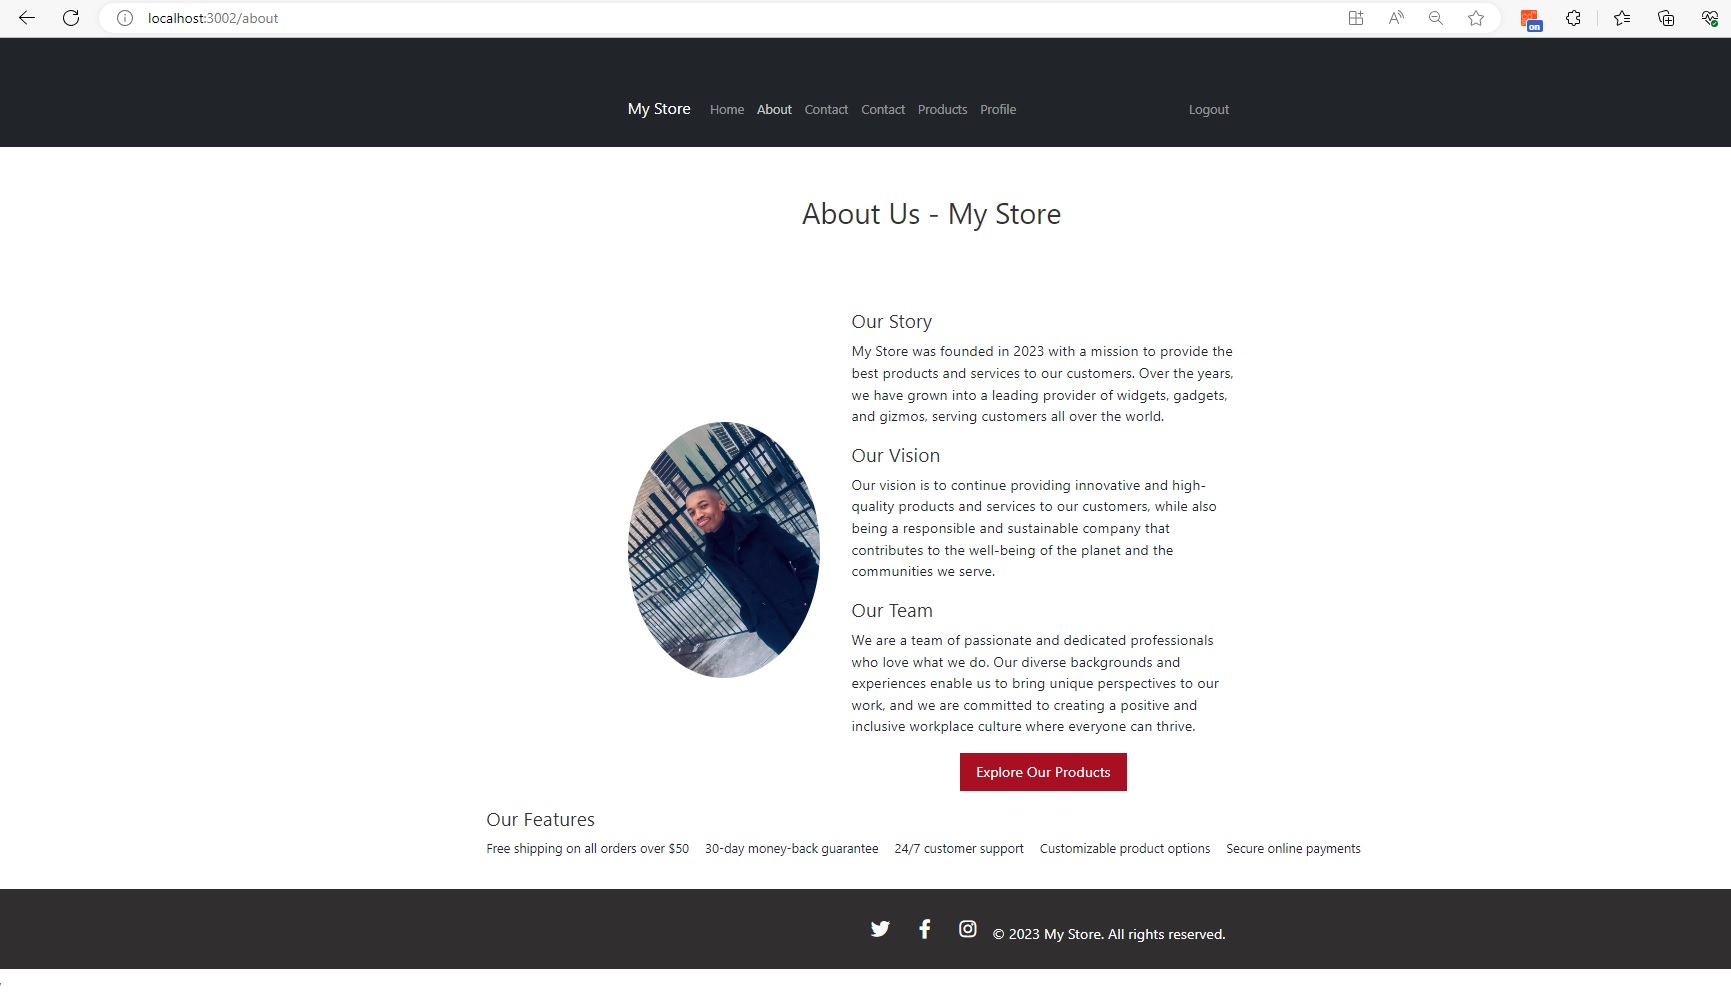 localhost:3002/about
on
My Store Home About Contact Contact Products Profile Logout
About Us - My Store
Our Story
My Store was founded in 2023 with a mission to provide the
best products and services to our customers. Over the years,
we have grown into a leading provider of widgets, gadgets,
and gizmos, serving customers all over the world.
Our Vision
Our vision is to continue providing innovative and high-
quality products and services to our customers, while also
being a responsible and sustainable company that
contributes to the well-being of the planet and the
communities we serve.
Our Team
We are a team of passionate and dedicated professionals
who love what we do. Our diverse backgrounds and
experiences enable us to bring unique perspectives to our
work, and we are committed to creating a positive and
inclusive workplace culture where everyone can thrive.
Explore Our Products
Our Features
Free shipping on all orders over $50 30-day money-back guarantee 24/7 customer support Customizable product options Secure online payments
© 2023 My Store. All rights reserved.